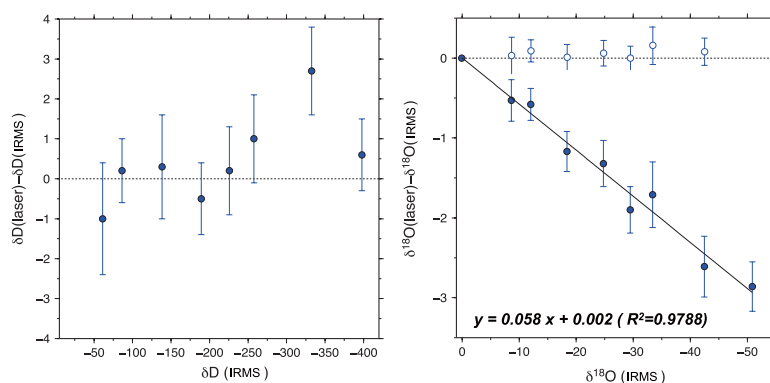 4
3
2
1
0
−1
−2
−3
−4
δD(laser)−δD(IRMS)
−50 −100 −150 −200 −250 −300 −350 −400
δD (IRMS)
0
−1
−2
−3
δ¹⁸O(laser)−δ¹⁸O(IRMS)
y = 0.058 x + 0.002 ( R²=0.9788)
0 −10 −20 −30 −40 −50
δ¹⁸O (IRMS)